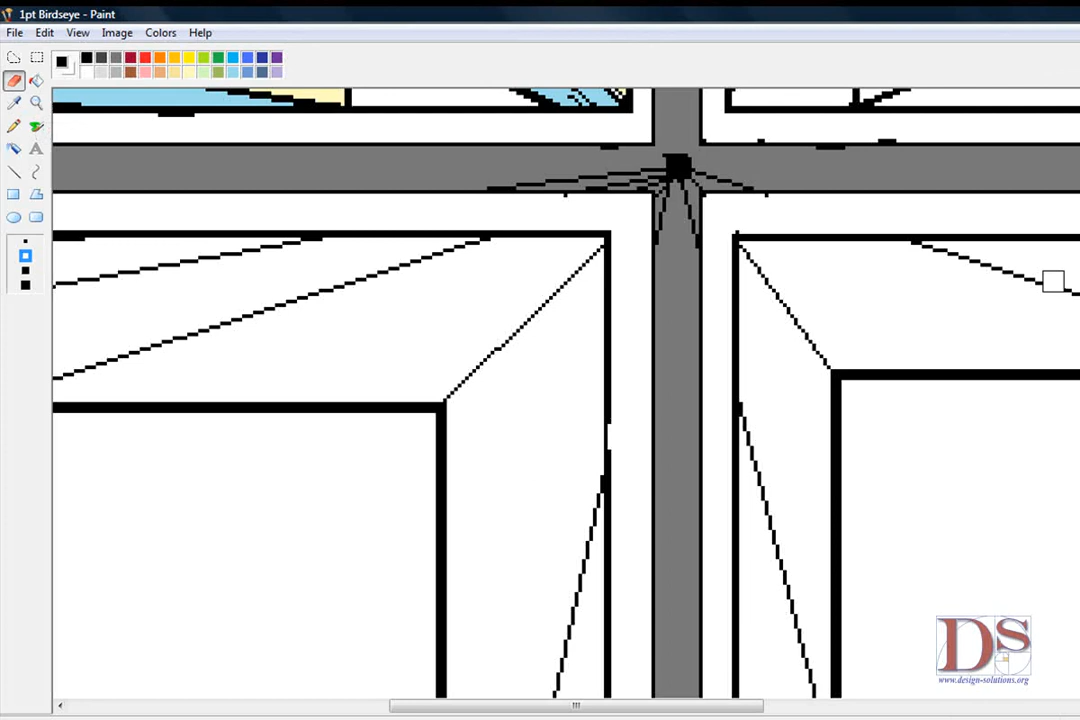 1pt Birdseye - Paint
File Edit View Image Colors Help
DS
www.design-solutions.org